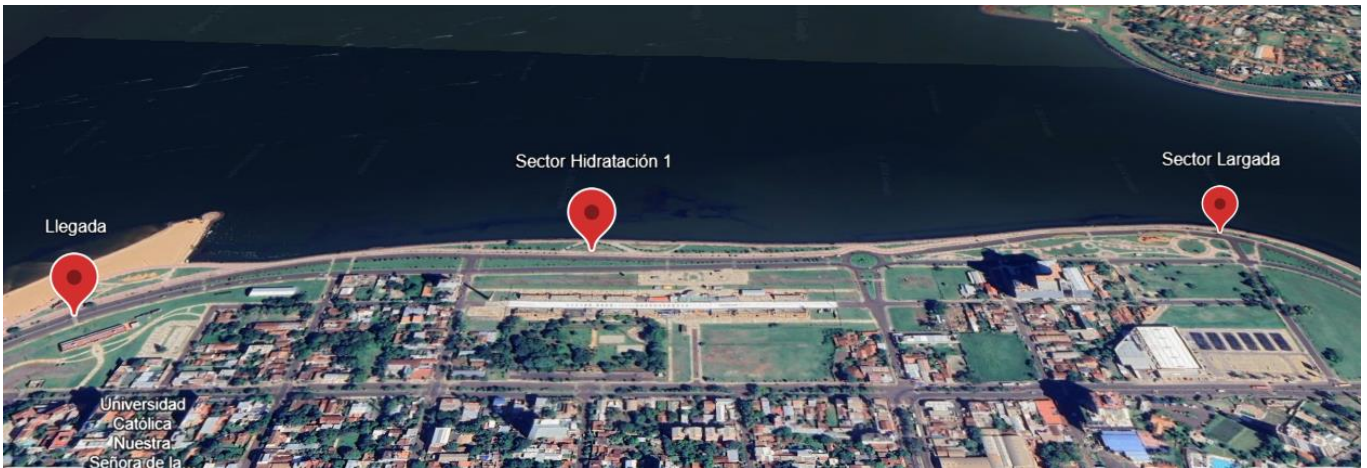 Sector Hidratación 1
Sector Largada
Llegada
Universidad
Católica
Nuestra
Señora de la...